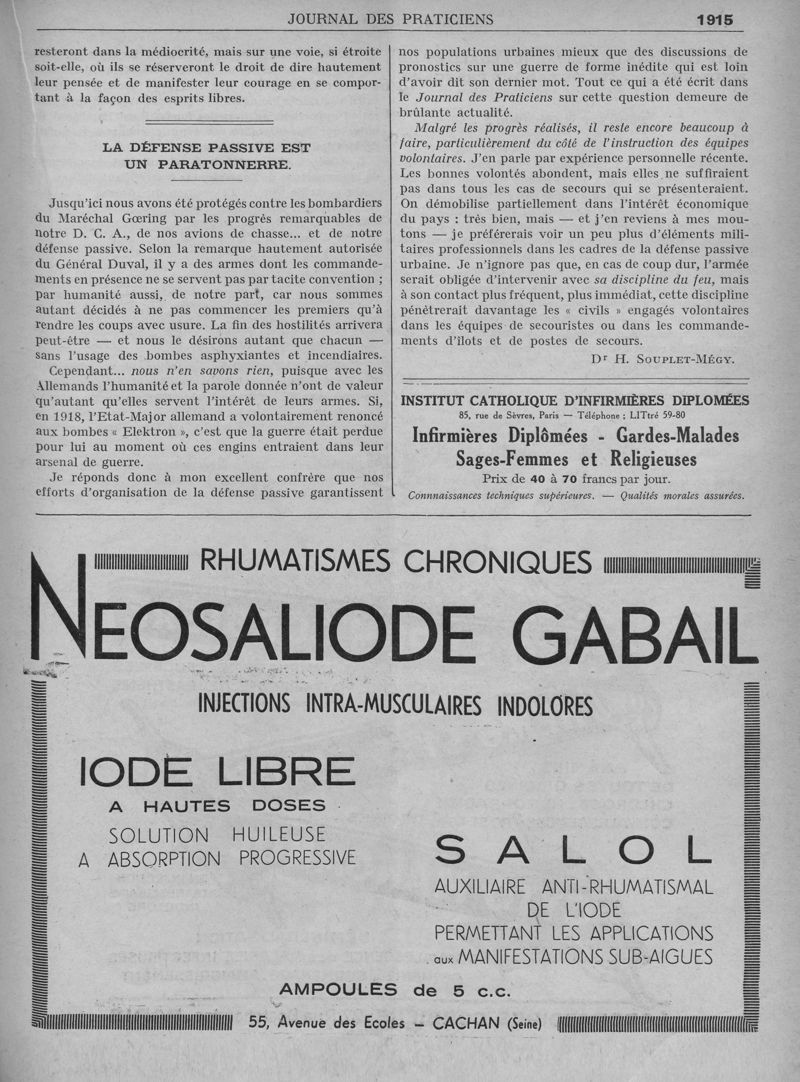 JOURNAL DES PRATICIENS 1915
resteront dans la médiocrité, mais sur une voie, si étroite
soit-elle, où ils se réserveront le droit de dire hautement
leur pensée et de manifester leur courage en se compor-
tant à la façon des esprits libres.
LA DÉFENSE PASSIVE EST
UN PARATONNERRE.
Jusqu'ici nous avons été protégés contre les bombardiers
du Maréchal Gœring par les progrès remarquables de
notre D. C. A., de nos avions de chasse... et de notre
défense passive. Selon la remarque hautement autorisée
du Général Duval, il y a des armes dont les commande-
ments en présence ne se servent pas par tacite convention ;
par humanité aussi, de notre part, car nous sommes
autant décidés à ne pas commencer les premiers qu'à
rendre les coups avec usure. La fin des hostilités arrivera
peut-être — et nous le désirons autant que chacun —
sans l'usage des bombes asphyxiantes et incendiaires.
Cependant... nous n'en savons rien, puisque avec les
Allemands l'humanité et la parole donnée n'ont de valeur
qu'autant qu'elles servent l'intérêt de leurs armes. Si,
en 1918, l'Etat-Major allemand a volontairement renoncé
aux bombes « Elektron », c'est que la guerre était perdue
pour lui au moment où ces engins entraient dans leur
arsenal de guerre.
Je réponds donc à mon excellent confrère que nos
efforts d'organisation de la défense passive garantissent
nos populations urbaines mieux que des discussions de
pronostics sur une guerre de forme inédite qui est loin
d'avoir dit son dernier mot. Tout ce qui a été écrit dans
le Journal des Praticiens sur cette question demeure de
brûlante actualité.
Malgré les progrès réalisés, il reste encore beaucoup à
faire, particulièrement du côté de l'instruction des équipes
volontaires. J'en parle par expérience personnelle récente.
Les bonnes volontés abondent, mais elles ne suffiraient
pas dans tous les cas de secours qui se présenteraient.
On démobilise partiellement dans l'intérêt économique
du pays : très bien, mais — et j'en reviens à mes mou-
tons — je préférerais voir un peu plus d'éléments mili-
taires professionnels dans les cadres de la défense passive
urbaine. Je n'ignore pas que, en cas de coup dur, l'armée
serait obligée d'intervenir avec sa discipline du feu, mais
à son contact plus fréquent, plus immédiat, cette discipline
pénètrerait davantage les « civils » engagés volontaires
dans les équipes de secouristes ou dans les commande-
ments d'îlots et de postes de secours.
Dr H. SOUPLET-MÉGY.
INSTITUT CATHOLIQUE D'INFIRMIÈRES DIPLOMÉES
85, rue de Sèvres, Paris — Téléphone ; LITtré 59-80
Infirmières Diplômées - Gardes-Malades
Sages-Femmes et Religieuses
Prix de 40 à 70 francs par jour.
Connnaissances techniques supérieures. — Qualités morales assurées.
RHUMATISMES CHRONIQUES
NEOSALIODE GABAIL
INJECTIONS INTRA-MUSCULAIRES INDOLORES
IODE LIBRE
A HAUTES DOSES
SOLUTION HUILEUSE
A ABSORPTION PROGRESSIVE
SALOL
AUXILIAIRE ANTI-RHUMATISMAL
DE L'IODE
PERMETTANT LES APPLICATIONS
aux MANIFESTATIONS SUB-AIGUES
AMPOULES de 5 c.c.
55, Avenue des Ecoles — CACHAN (Seine)